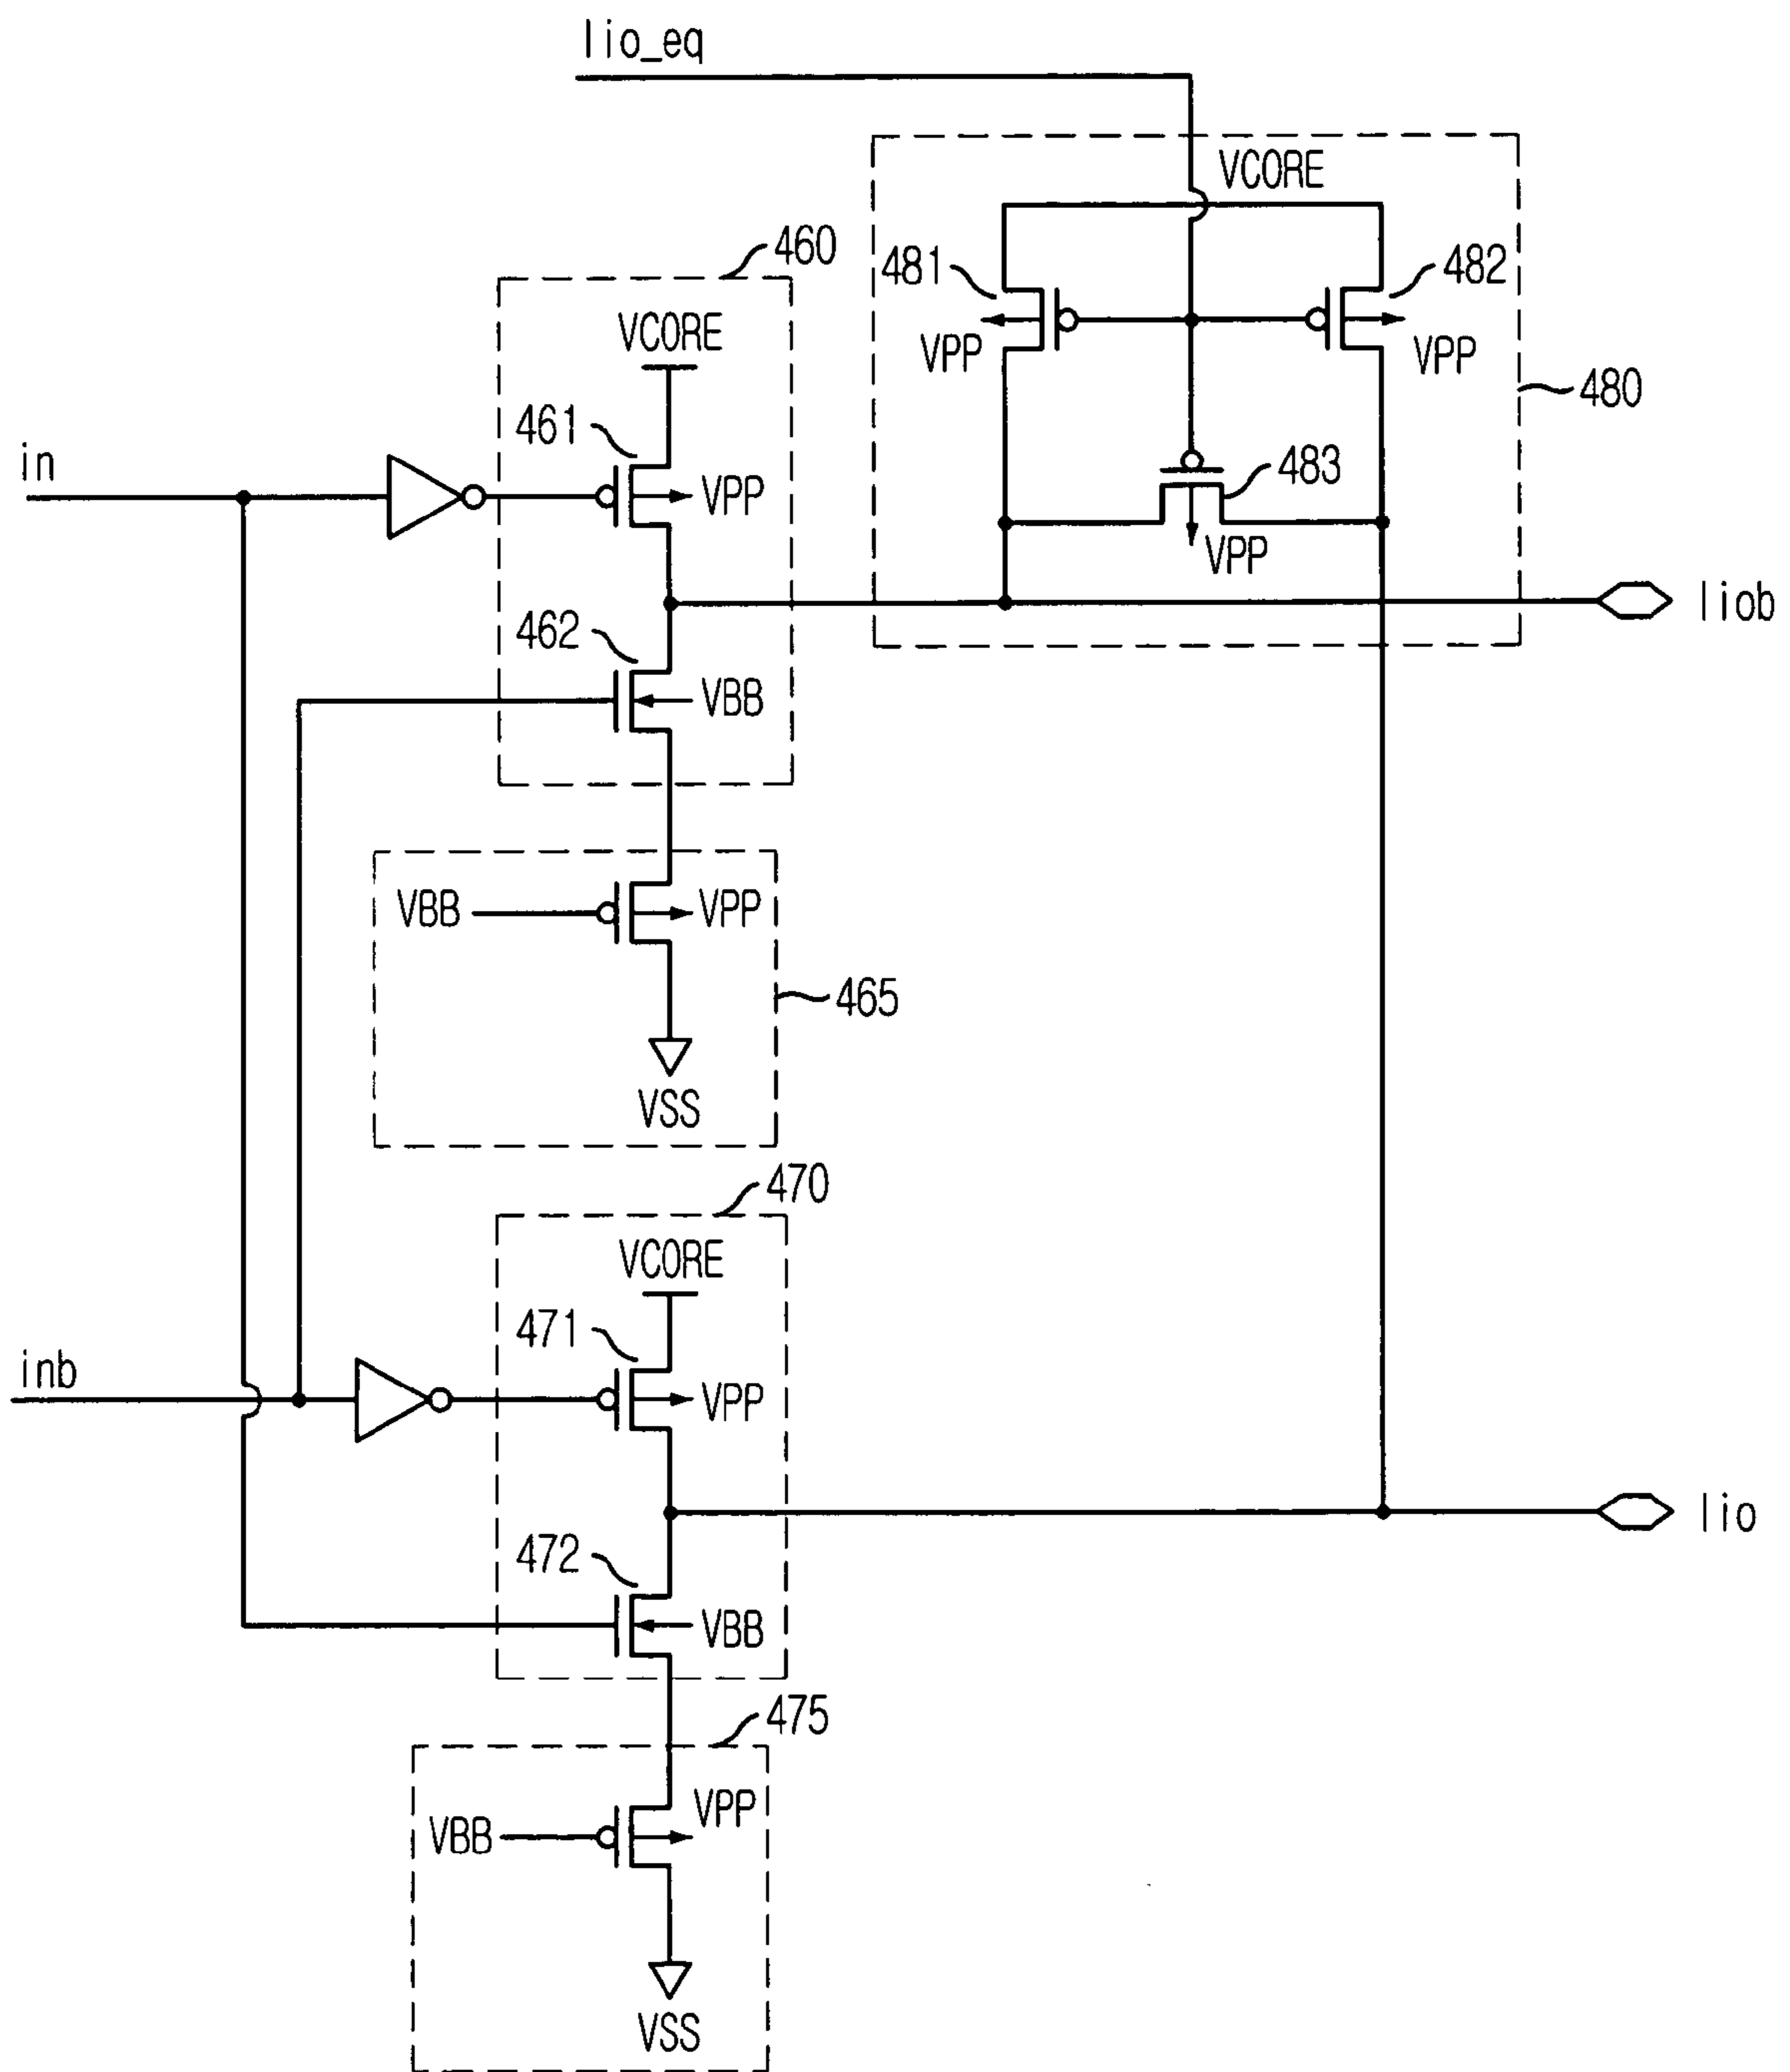 lio_eq
VCORE
460
481
482
VCORE
VPP
VPP
480
461
in
483
VPP
VPP
liob
462
VBB
VBB
VPP
465
VSS
470
VCORE
471
inb
VPP
lio
472
VBB
475
VPP
VBB
VSS